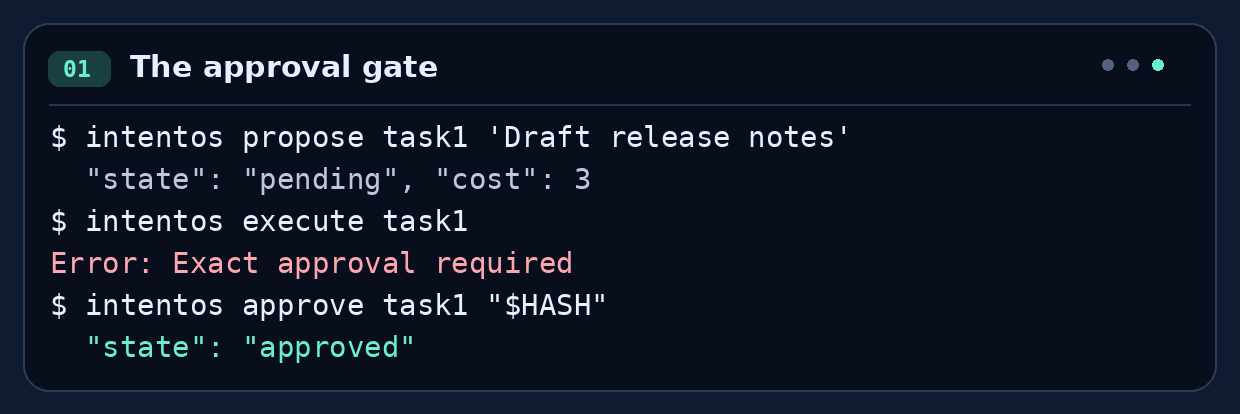 01 The approval gate
$ intentos propose task1 'Draft release notes'
  "state": "pending", "cost": 3
$ intentos execute task1
Error: Exact approval required
$ intentos approve task1 "$HASH"
  "state": "approved"